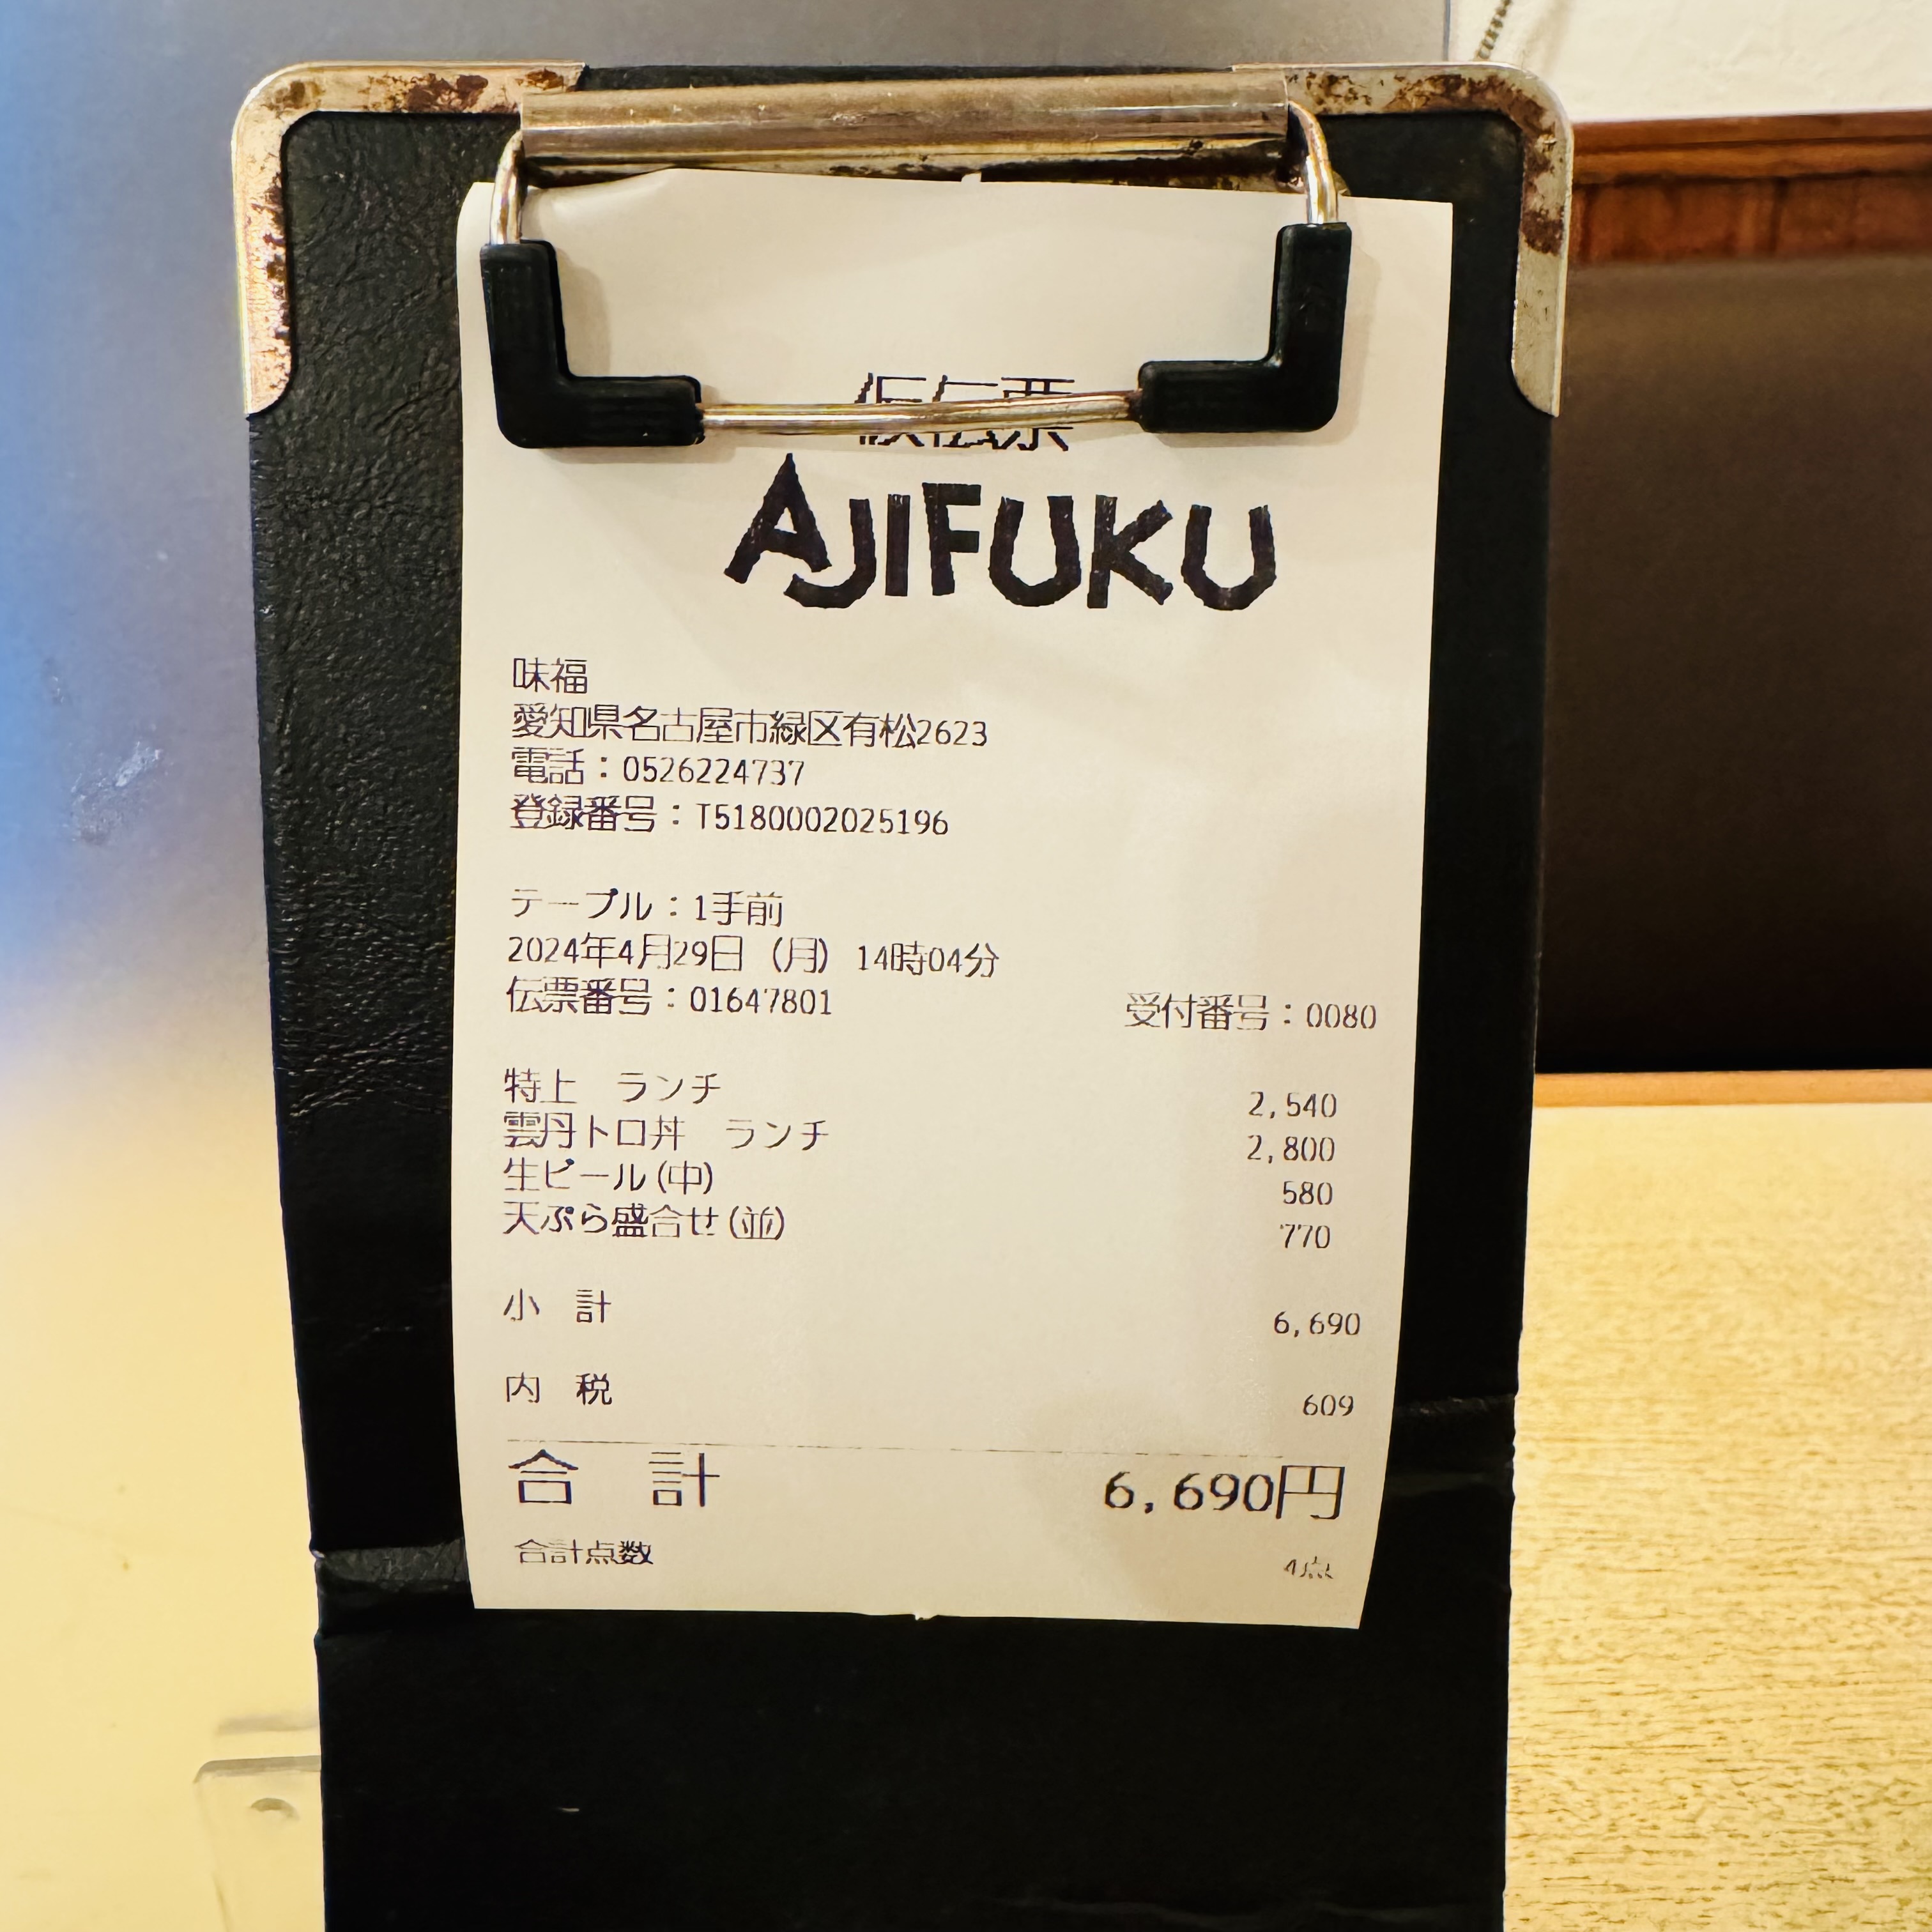 仮伝票
AJIFUKU
味福
愛知県名古屋市緑区有松2623
電話：0526224737
登録番号：T5180002025196
テーブル：1手前
2024年4月29日（月） 14時04分
伝票番号：01647801 受付番号：0080
特上　ランチ 2,540
雲丹トロ丼　ランチ 2,800
生ビール(中) 580
天ぷら盛合せ(並) 770
小　計 6,690
内　税 609
合　計 6,690円
合計点数 4点